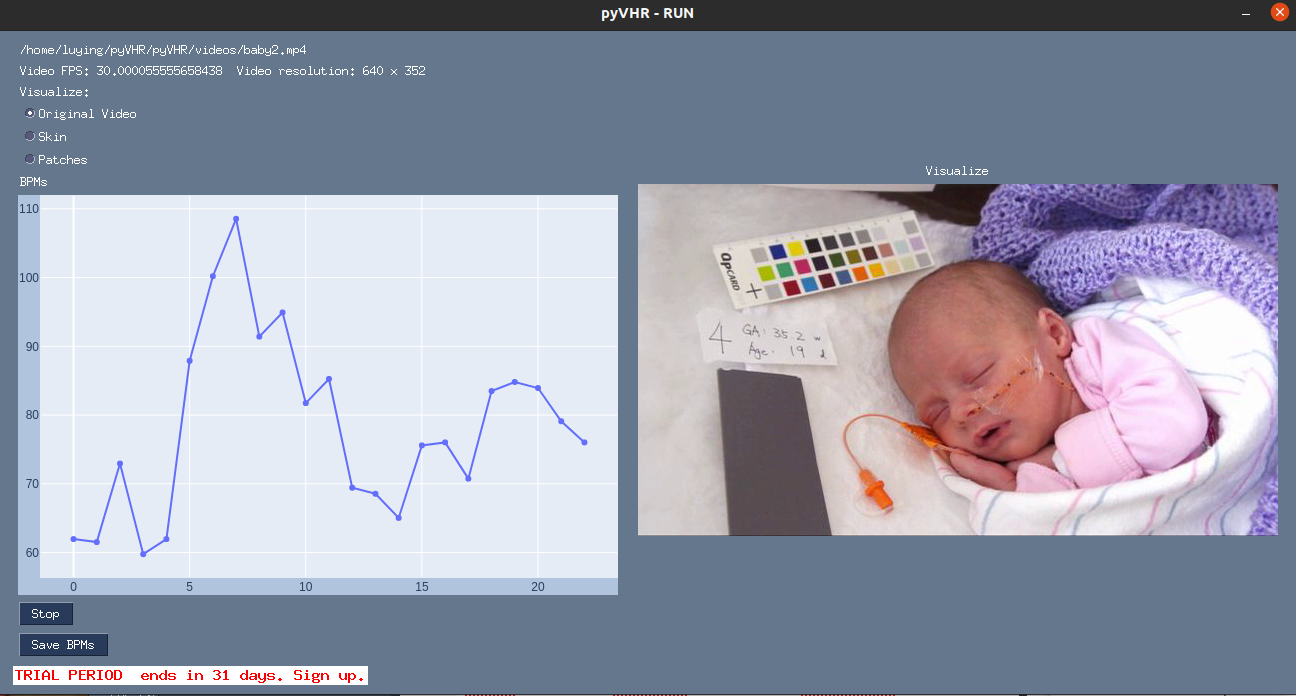 pyVHR - RUN
/home/luying/pyVHR/pyVHR/videos/baby2.mp4
Video FPS: 30.000055555658438 Video resolution: 640 x 352
Visualize:
Original Video
Skin
Patches
BPMs
110
100
90
80
70
60
0 5 10 15 20
Stop
Save BPMs
TRIAL PERIOD ends in 31 days. Sign up.
Visualize
QPCARD
4
GA: 35.2 w
Age. 19 d